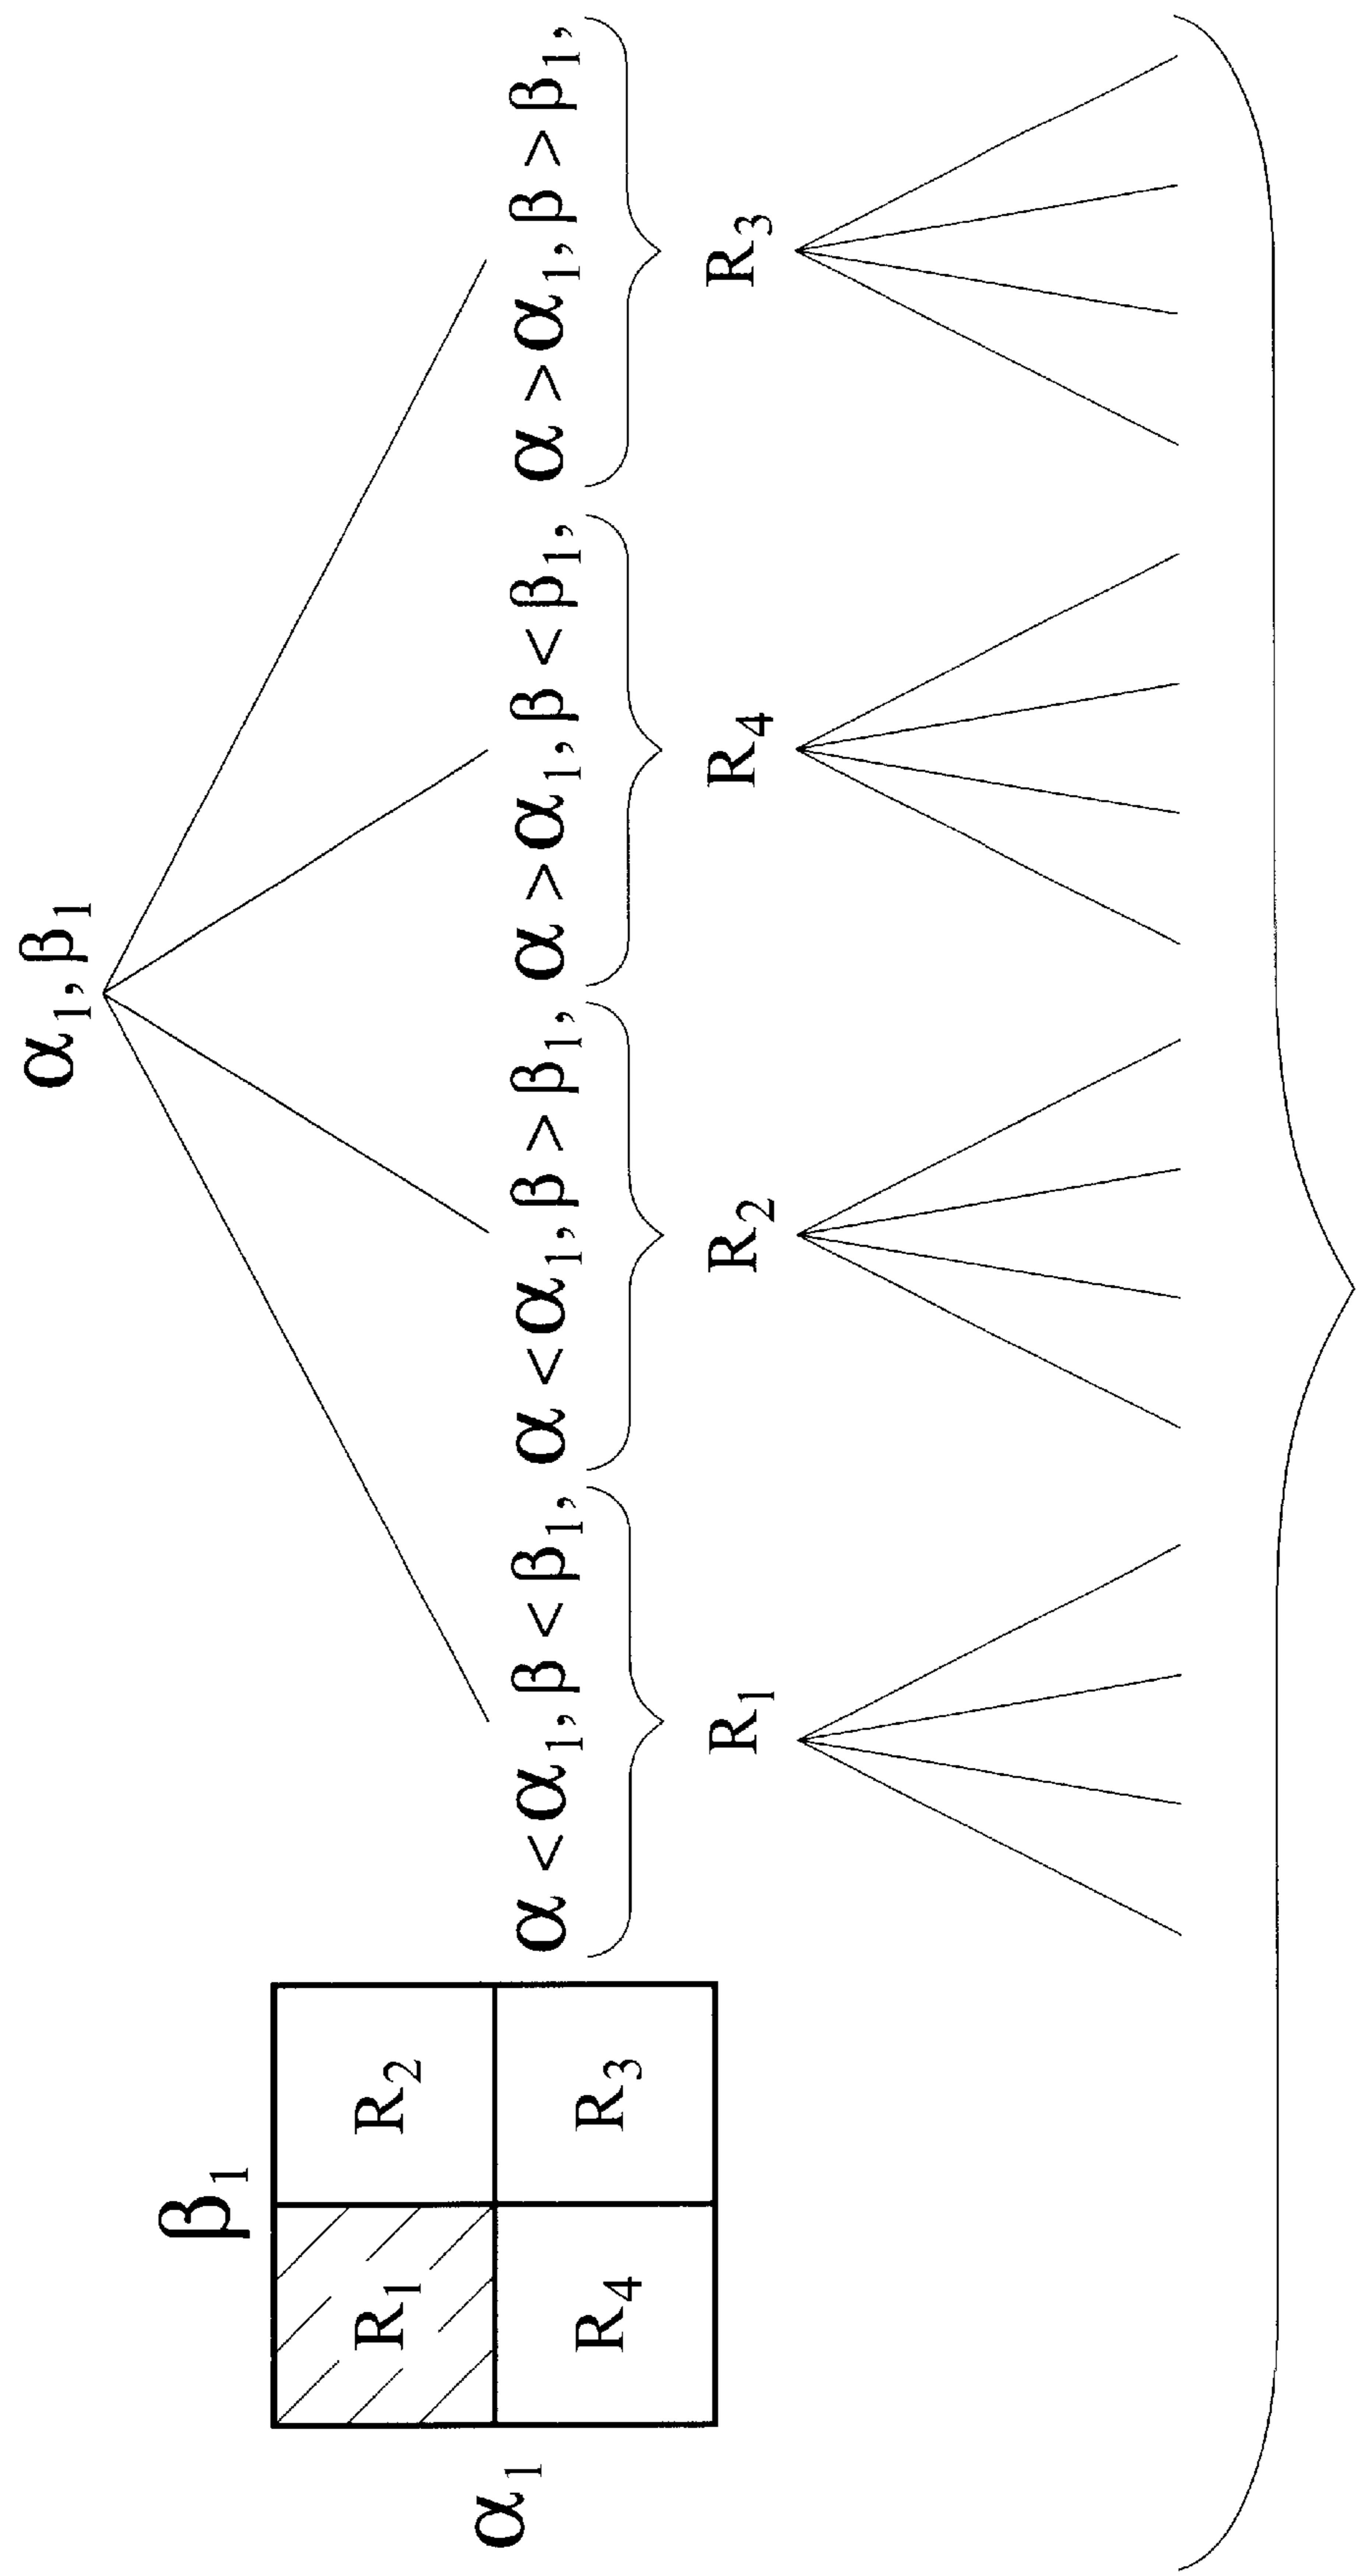 α₁, β₁
β₁
α₁
R₁ R₂
R₄ R₃
α < α₁, β < β₁, α < α₁, β > β₁, α > α₁, β < β₁, α > α₁, β > β₁,
R₁ R₂ R₄ R₃